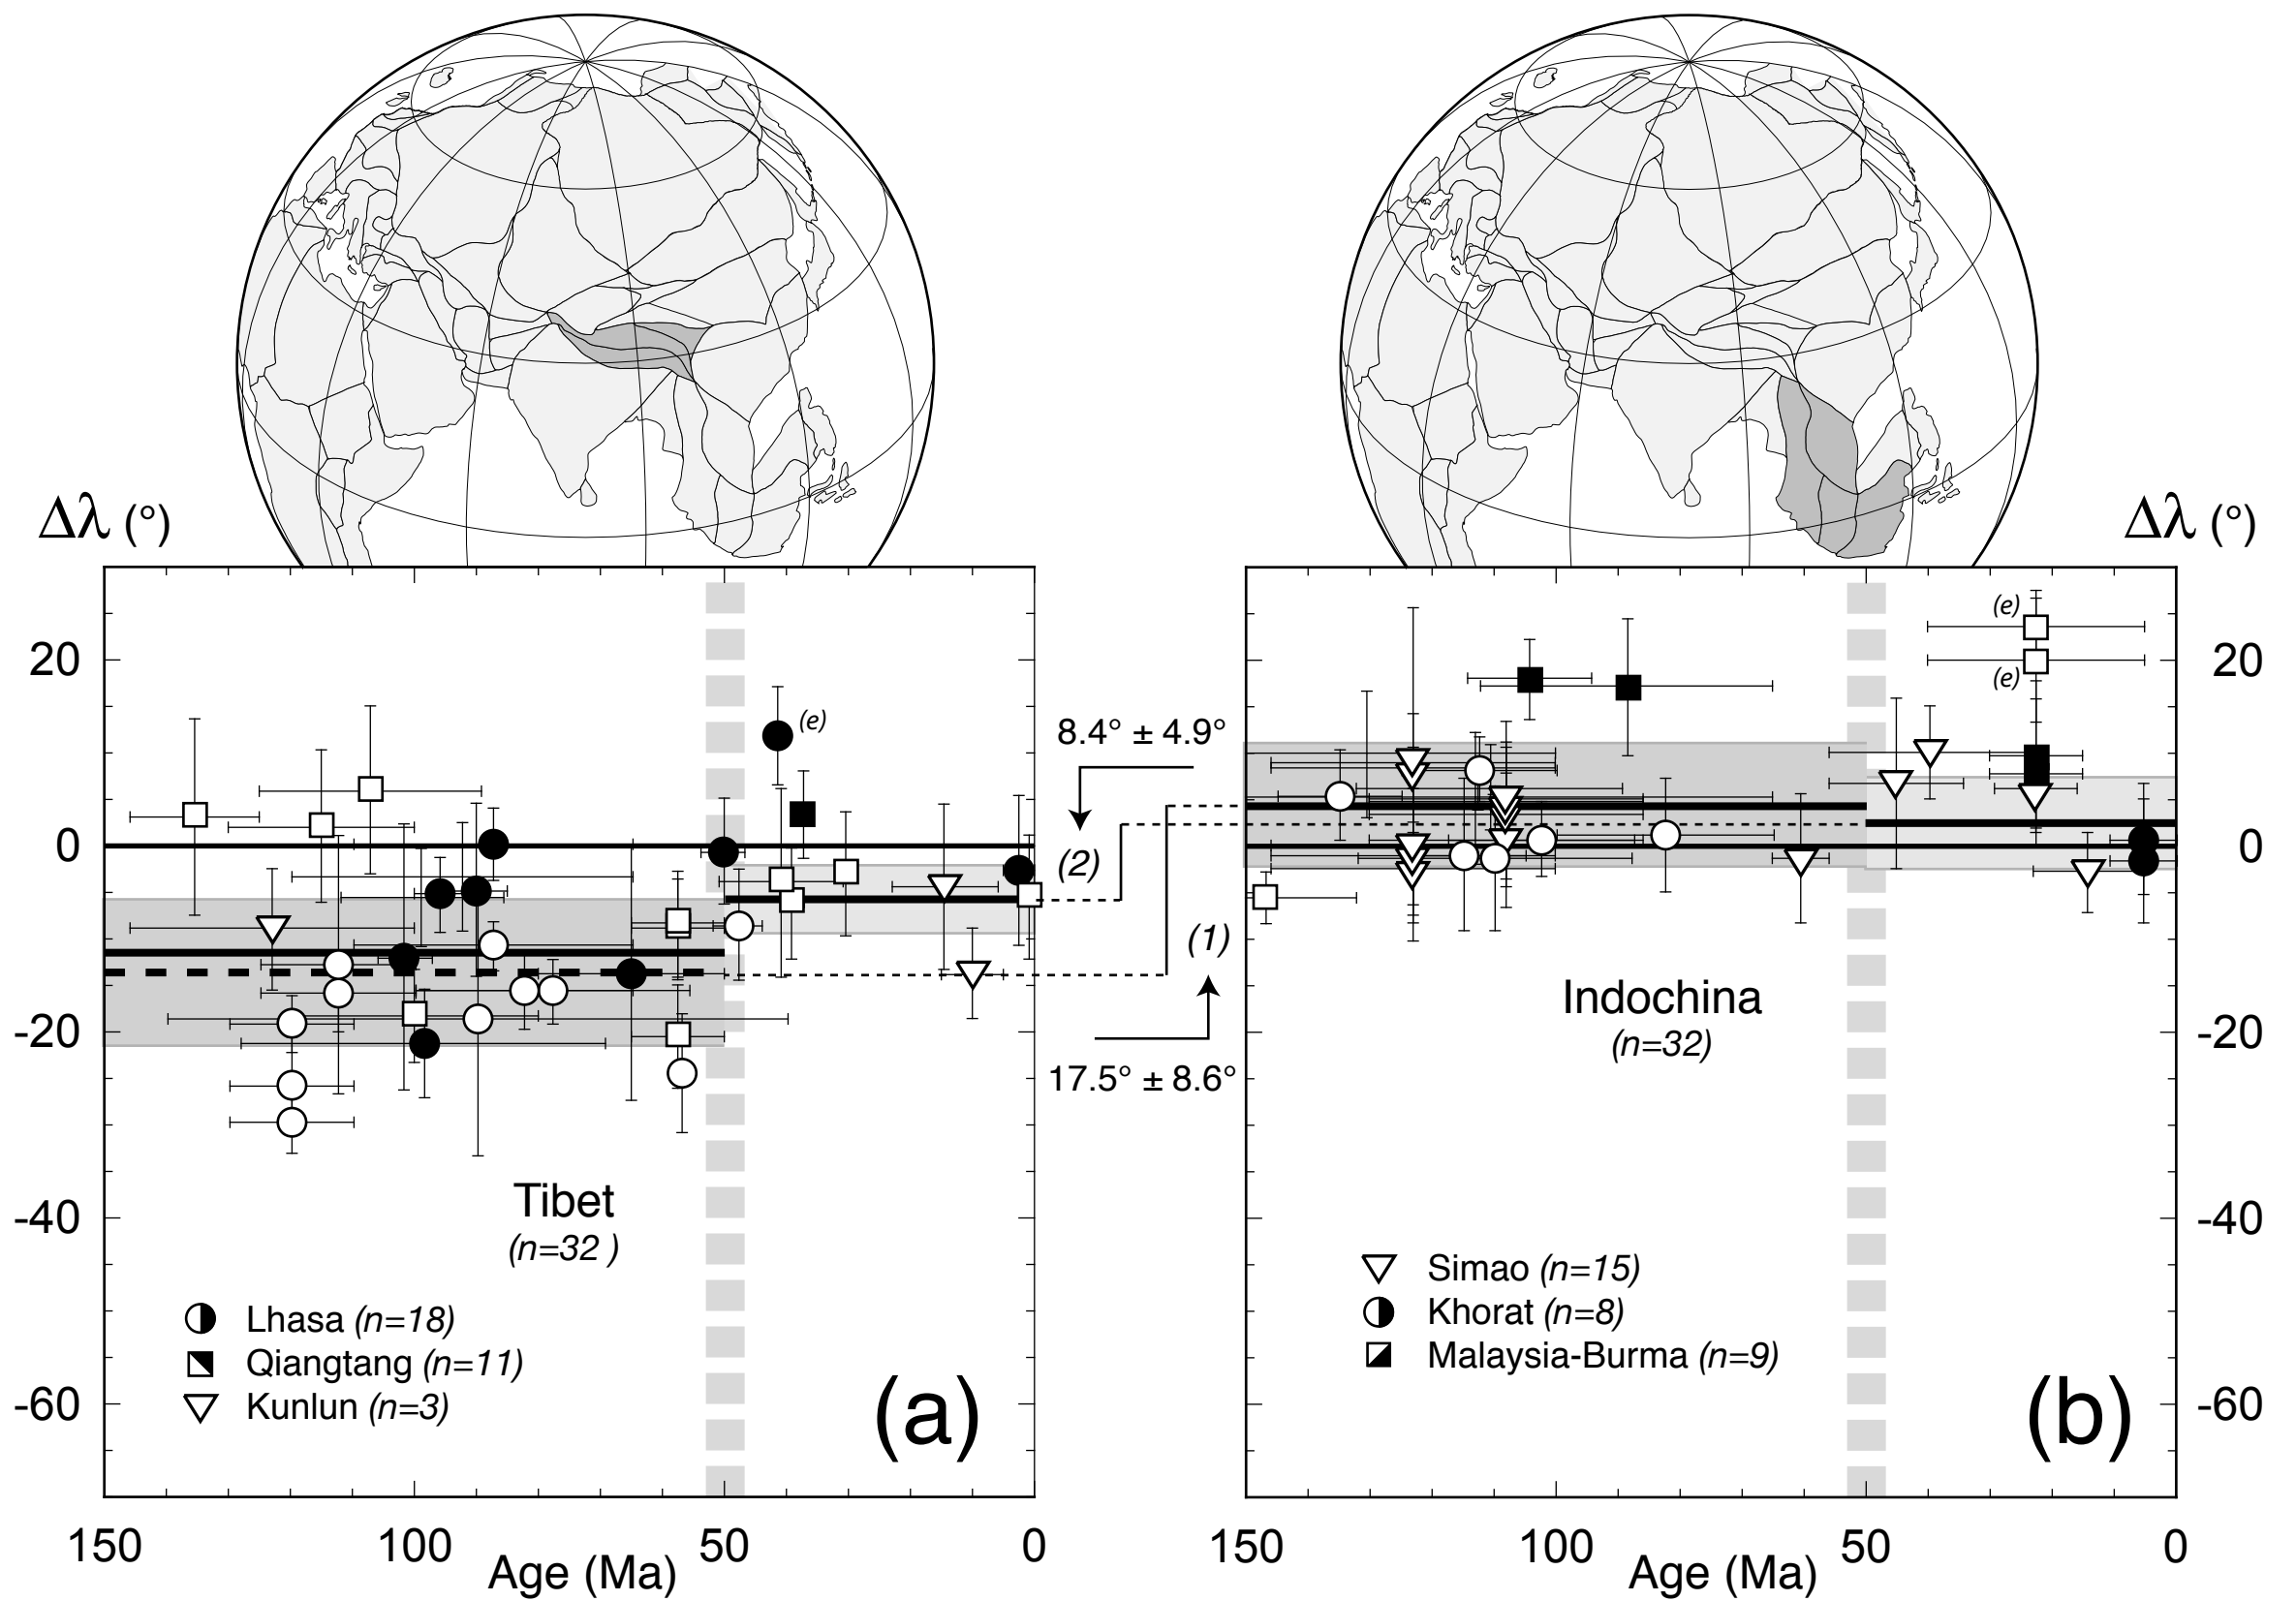 Δλ (°)
Δλ (°)
20
0
-20
-40
-60
(e)
8.4° ± 4.9°
(2)
(1)
17.5° ± 8.6°
Tibet
(n=32 )
Lhasa (n=18)
Qiangtang (n=11)
Kunlun (n=3)
(a)
150
100
50
0
Age (Ma)
(e)
(e)
Indochina
(n=32)
Simao (n=15)
Khorat (n=8)
Malaysia-Burma (n=9)
(b)
20
0
-20
-40
-60
150
100
50
0
Age (Ma)